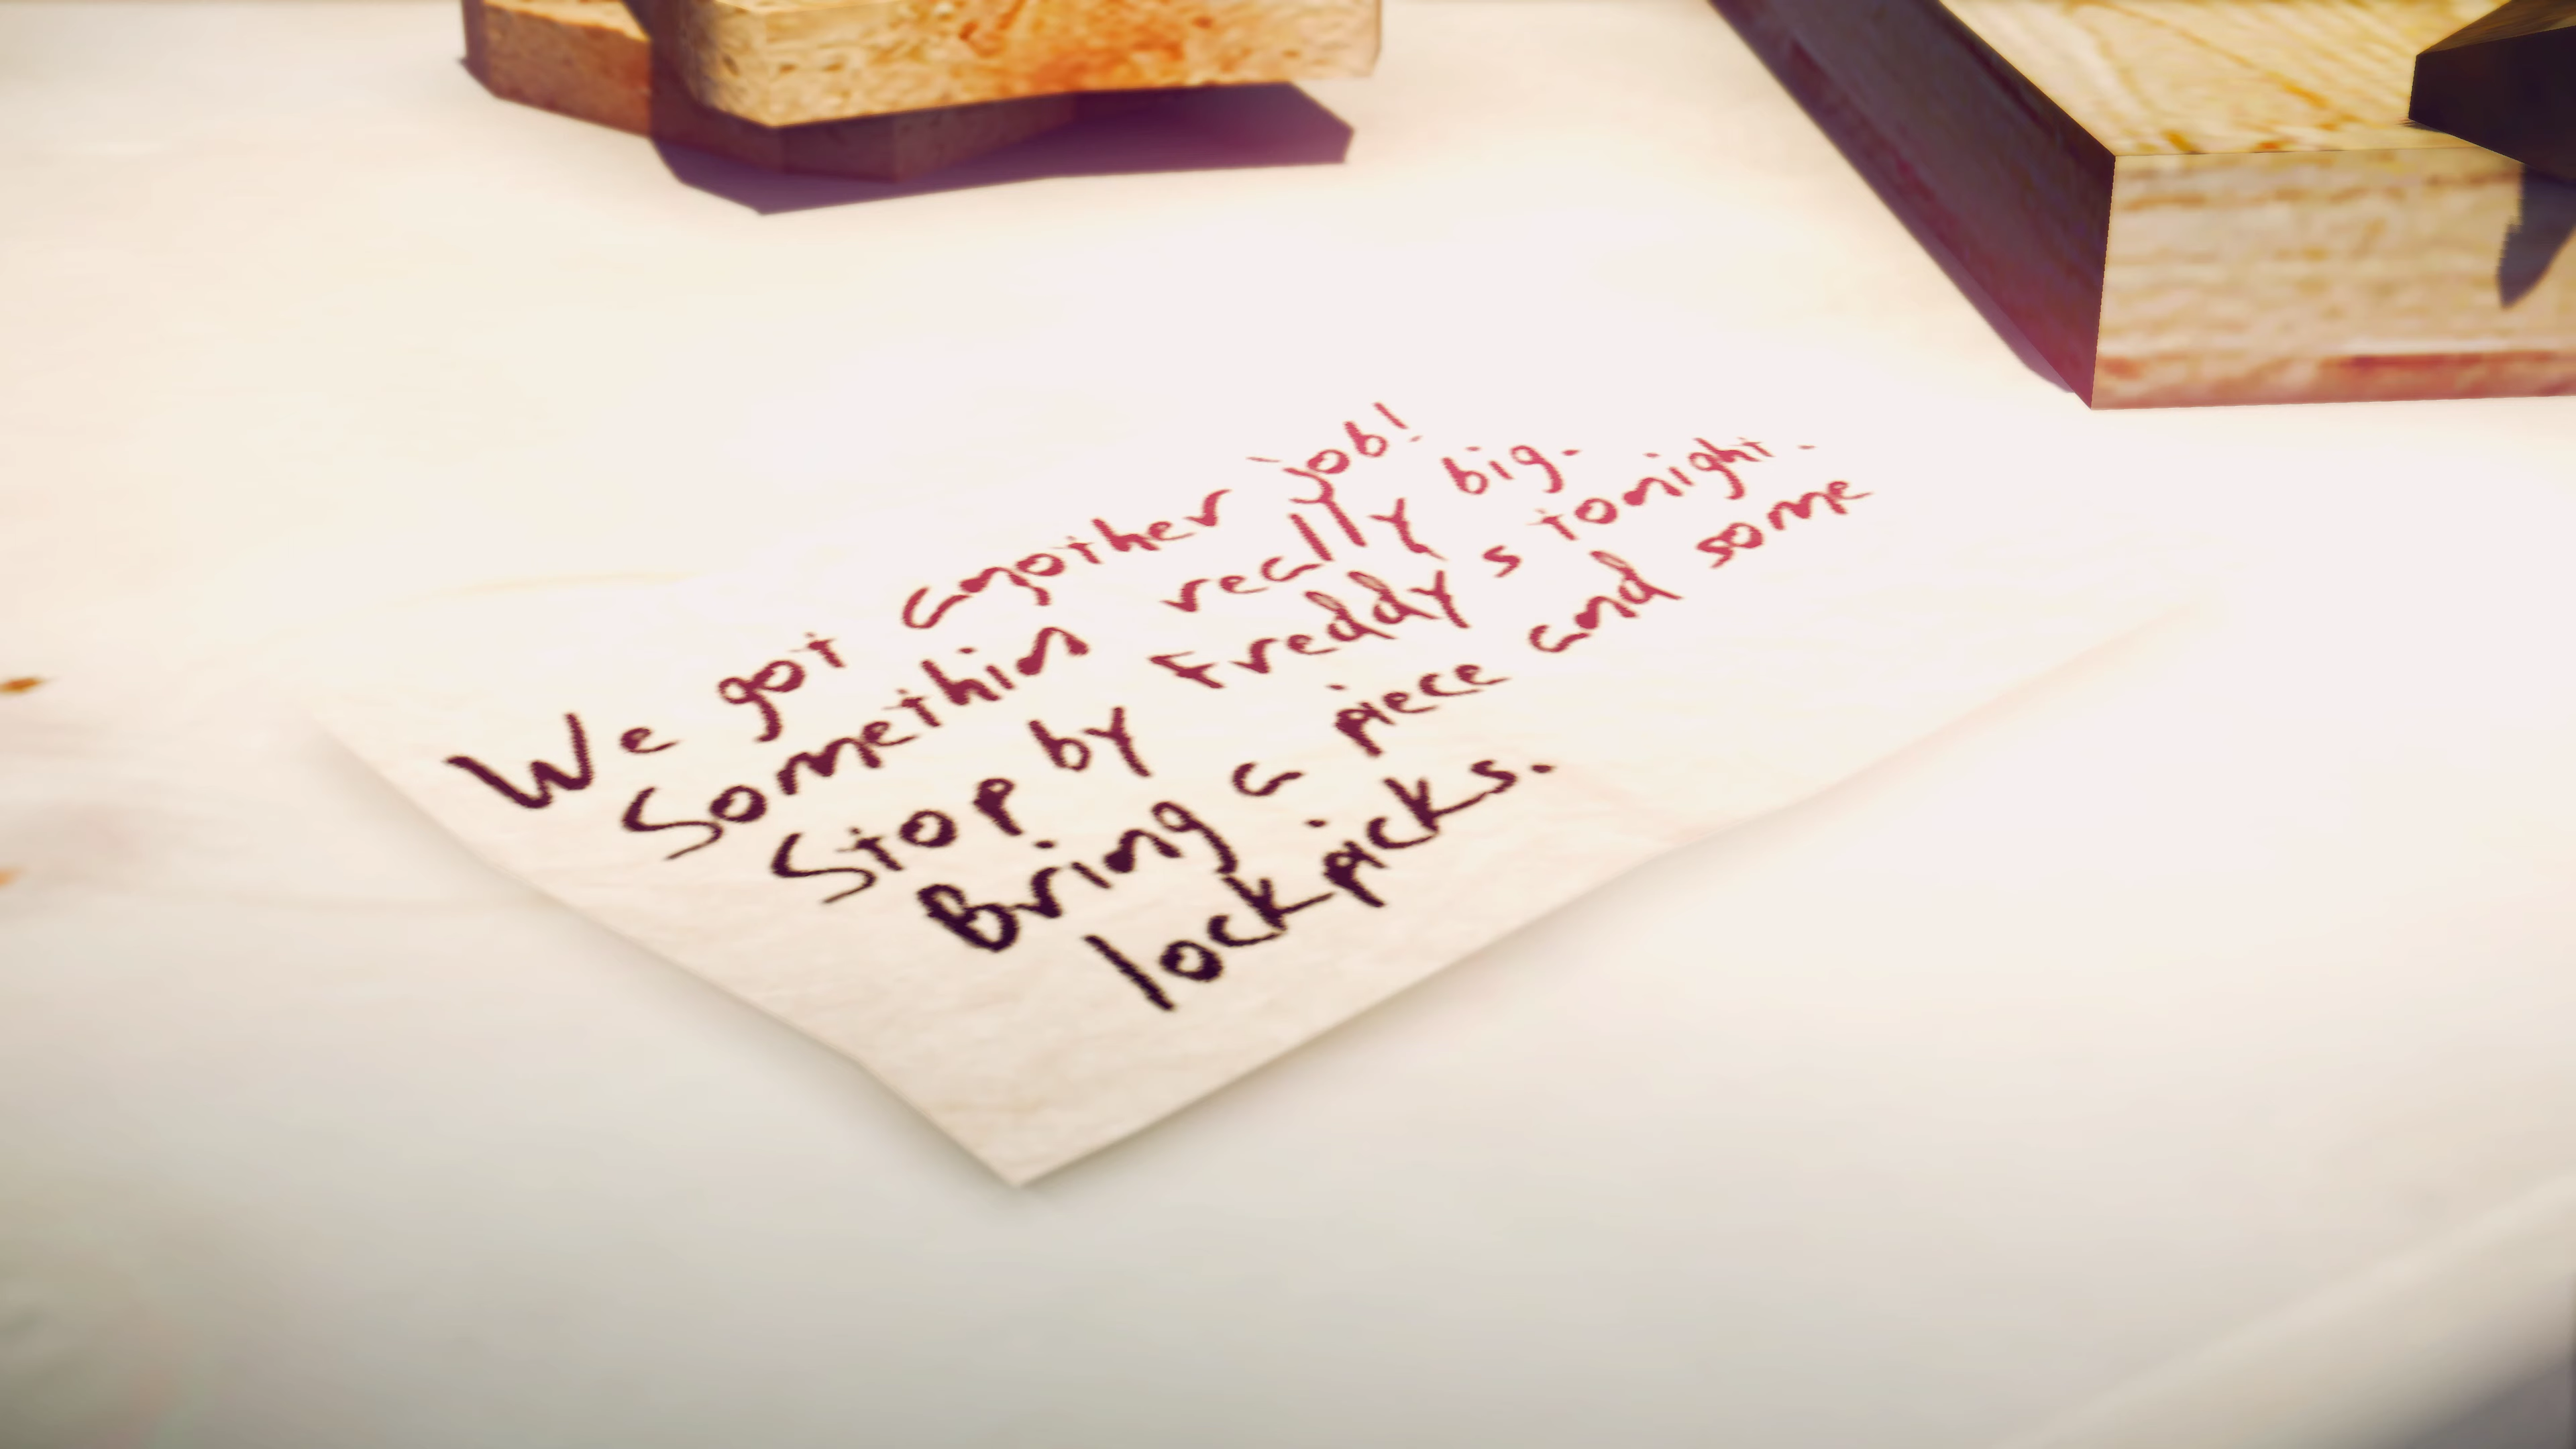 We got another job!
Somethin really big.
Stop by Freddy s tonight.
Bring a piece and some
lockpicks.